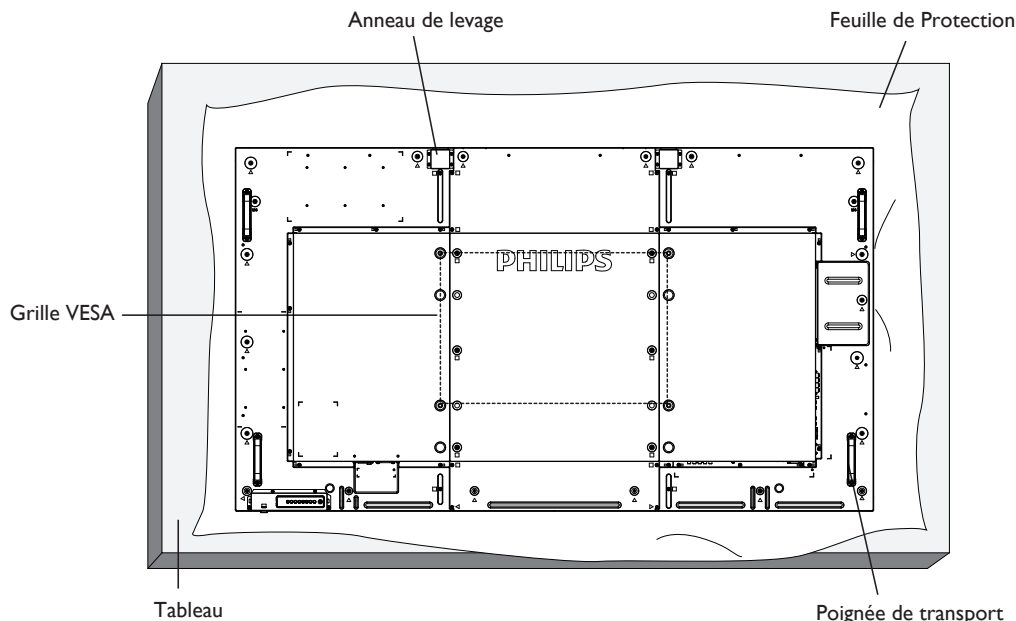 Anneau de levage
Feuille de Protection
PHILIPS
Grille VESA
Tableau
Poignée de transport